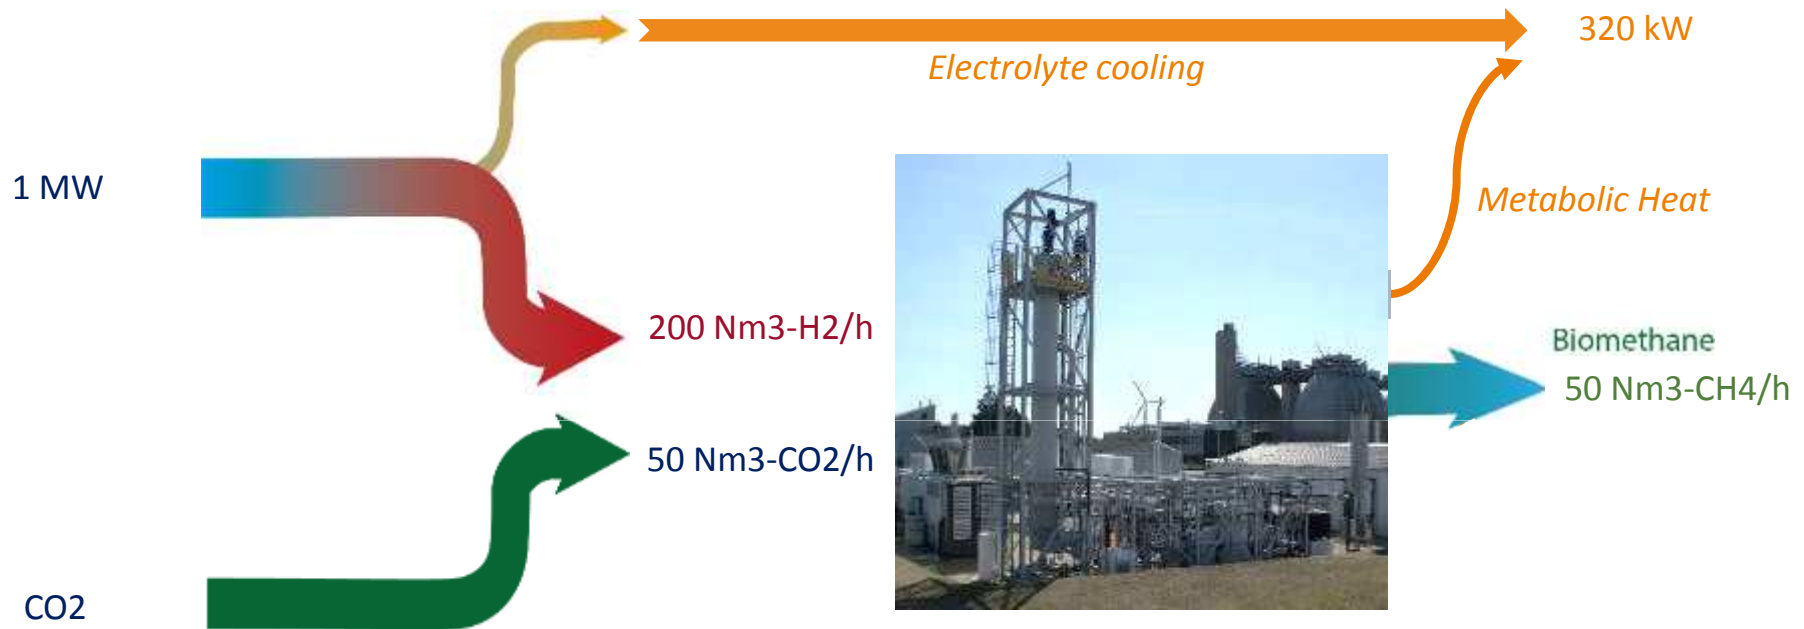 320 kW
Electrolyte cooling
1 MW
Metabolic Heat
200 Nm3-H2/h
Biomethane
50 Nm3-CH4/h
50 Nm3-CO2/h
CO2